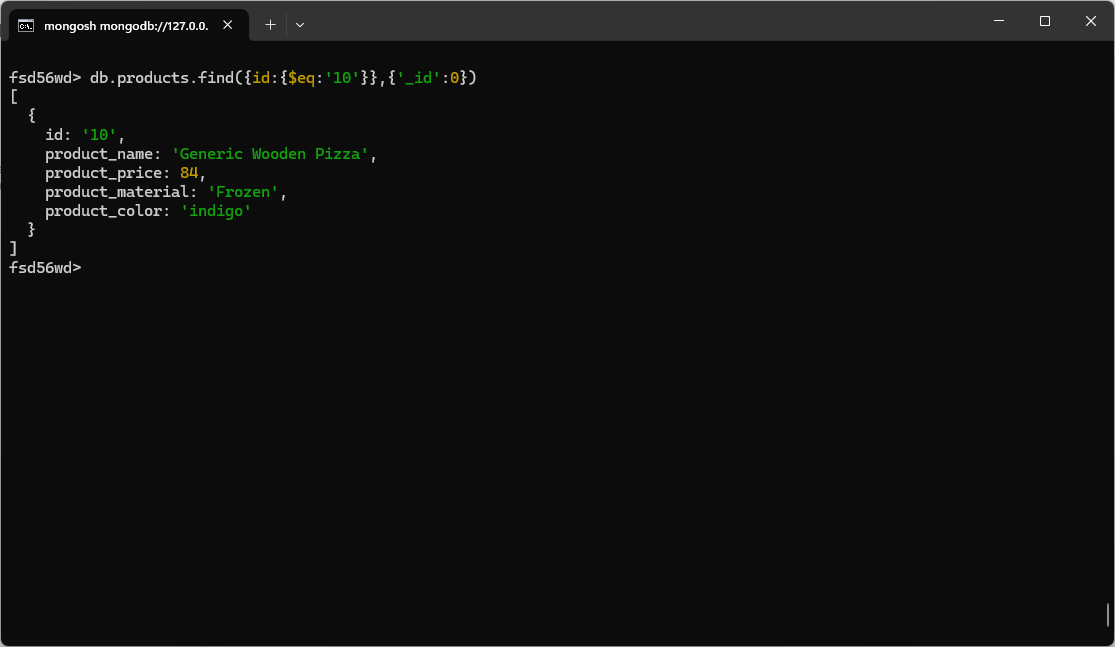 mongosh mongodb://127.0.0.
fsd56wd> db.products.find({id:{$eq:'10'}},{'_id':0})
[
  {
    id: '10',
    product_name: 'Generic Wooden Pizza',
    product_price: 84,
    product_material: 'Frozen',
    product_color: 'indigo'
  }
]
fsd56wd>